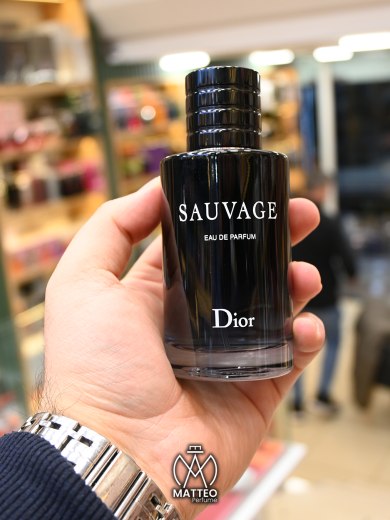 SAUVAGE
EAU DE PARFUM
Dior
MATTEO
Perfume